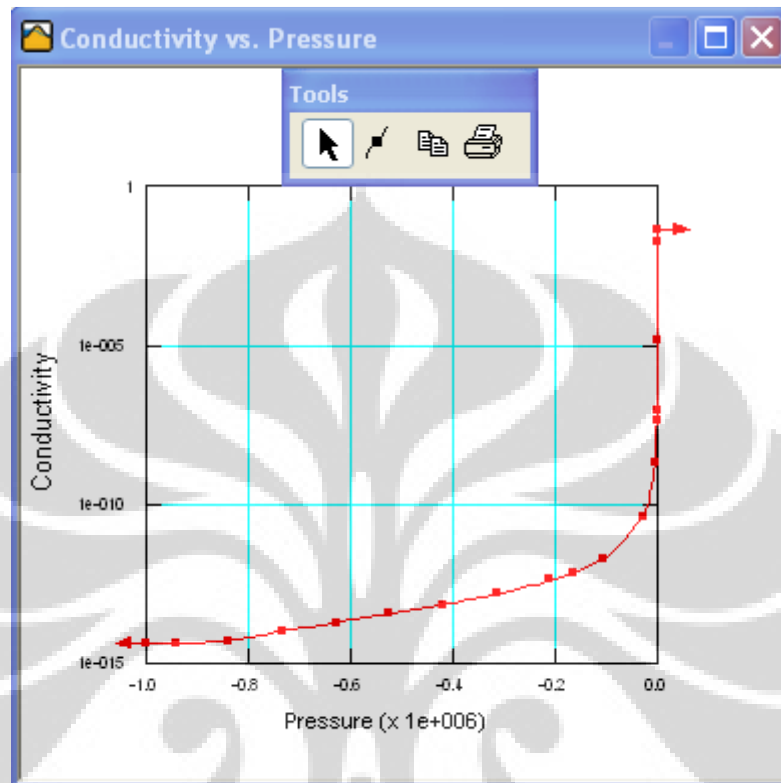 Conductivity vs. Pressure
Tools
1
1e-005
1e-010
1e-015
Conductivity
-1.0 -0.8 -0.6 -0.4 -0.2 0.0
Pressure (x 1e+006)